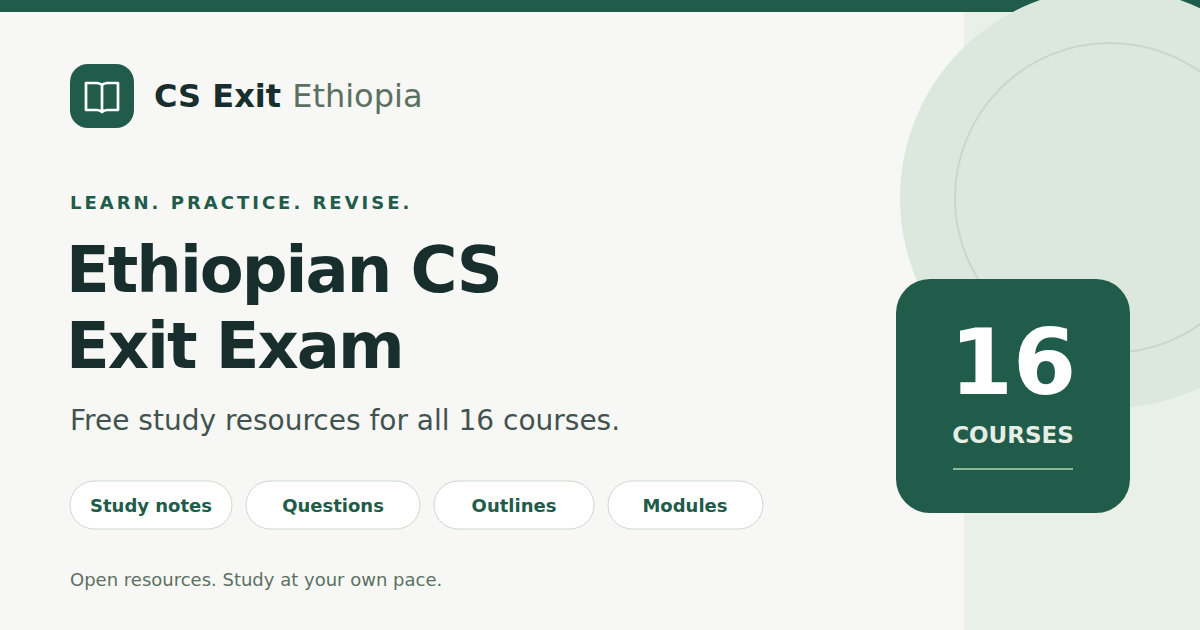 CS Exit Ethiopia
LEARN. PRACTICE. REVISE.
Ethiopian CS
Exit Exam
Free study resources for all 16 courses.
Study notes
Questions
Outlines
Modules
Open resources. Study at your own pace.
16
COURSES